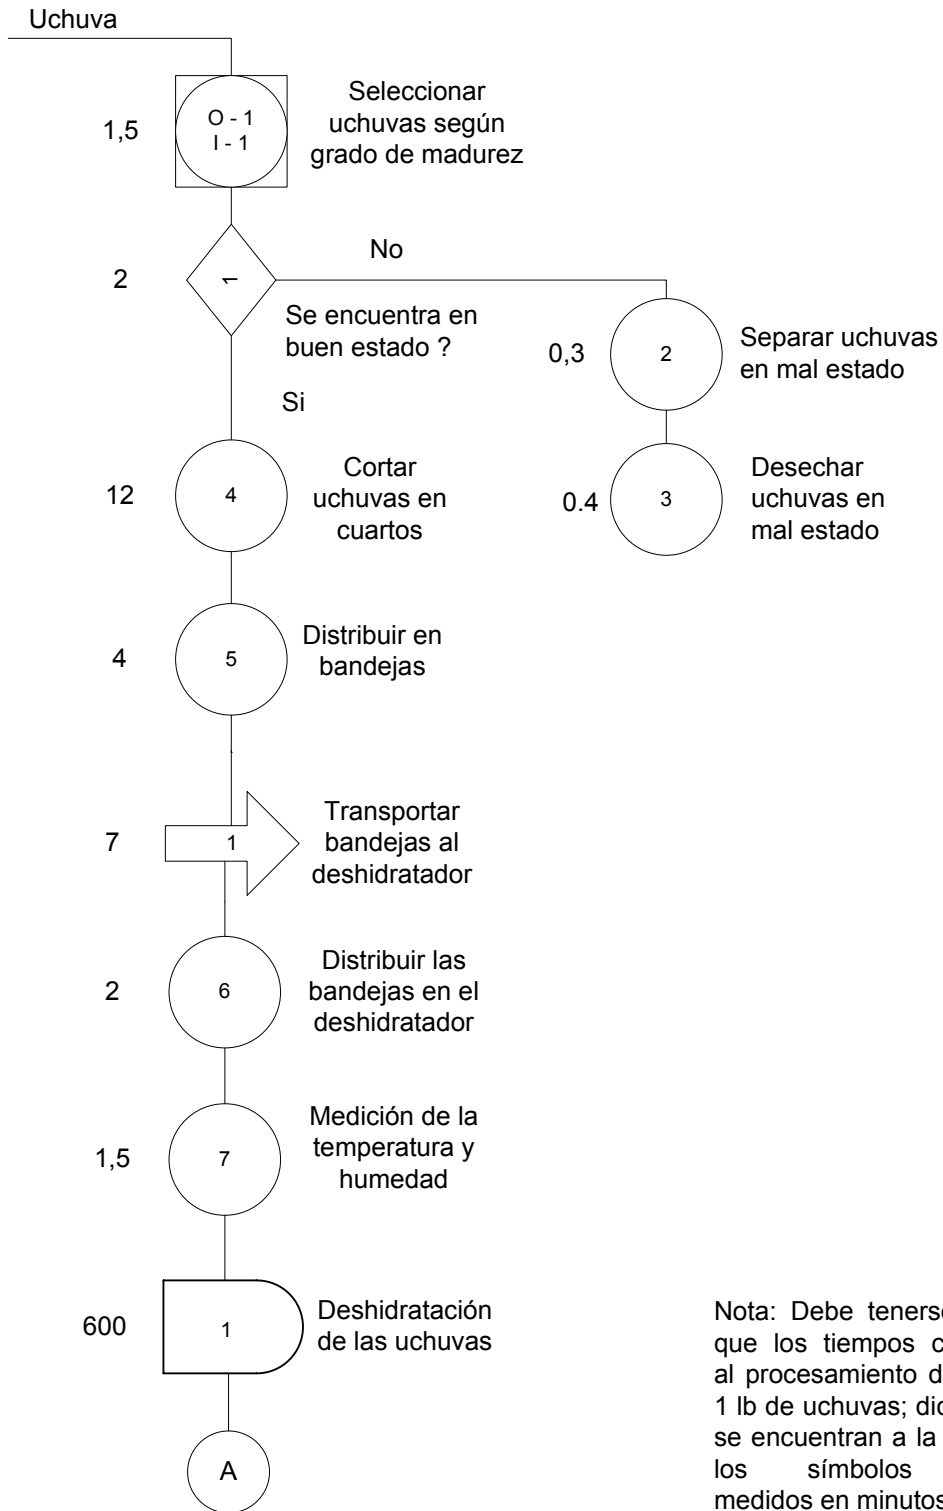 Uchuva
1,5
O - 1
I - 1
Seleccionar
uchuvas según
grado de madurez
2
1
No
Se encuentra en
buen estado ?
Si
0,3
2
Separar uchuvas
en mal estado
0.4
3
Desechar
uchuvas en
mal estado
12
4
Cortar
uchuvas en
cuartos
4
5
Distribuir en
bandejas
7
1
Transportar
bandejas al
deshidratador
2
6
Distribuir las
bandejas en el
deshidratador
1,5
7
Medición de la
temperatura y
humedad
600
1
Deshidratación
de las uchuvas
A
Nota: Debe
que los tiempos
al procesamiento
1 lb de uchuvas;
se encuentran a la
los símbolos
medidos en minutos